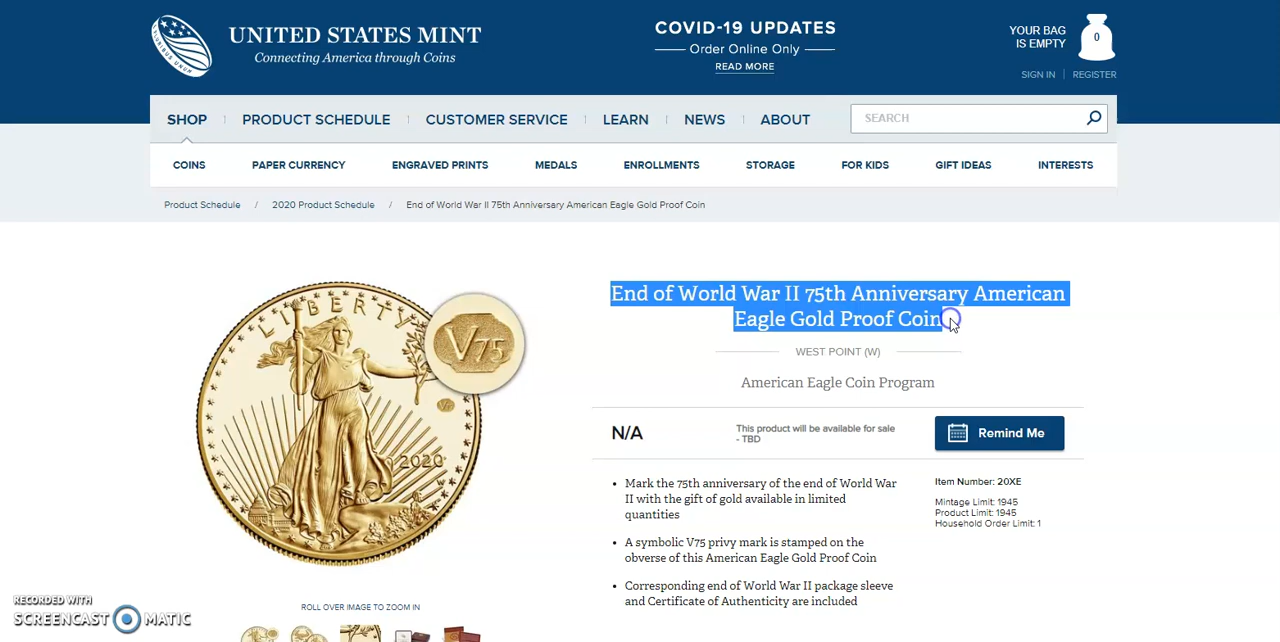 UNITED STATES MINT
Connecting America through Coins
COVID-19 UPDATES
Order Online Only
READ MORE
YOUR BAG
IS EMPTY
0
SIGN IN | REGISTER
SHOP
PRODUCT SCHEDULE
CUSTOMER SERVICE
LEARN
NEWS
ABOUT
SEARCH
COINS
PAPER CURRENCY
ENGRAVED PRINTS
MEDALS
ENROLLMENTS
STORAGE
FOR KIDS
GIFT IDEAS
INTERESTS
Product Schedule / 2020 Product Schedule / End of World War II 75th Anniversary American Eagle Gold Proof Coin
LIBERTY
V75
2020
End of World War II 75th Anniversary American
Eagle Gold Proof Coin
WEST POINT (W)
American Eagle Coin Program
N/A
This product will be available for sale
- TBD
Remind Me
• Mark the 75th anniversary of the end of World War
II with the gift of gold available in limited
quantities
• A symbolic V75 privy mark is stamped on the
obverse of this American Eagle Gold Proof Coin
• Corresponding end of World War II package sleeve
and Certificate of Authenticity are included
Item Number: 20XE
Mintage Limit: 1945
Product Limit: 1945
Household Order Limit: 1
ROLL OVER IMAGE TO ZOOM IN
RECORDED WITH
SCREENCAST MATIC